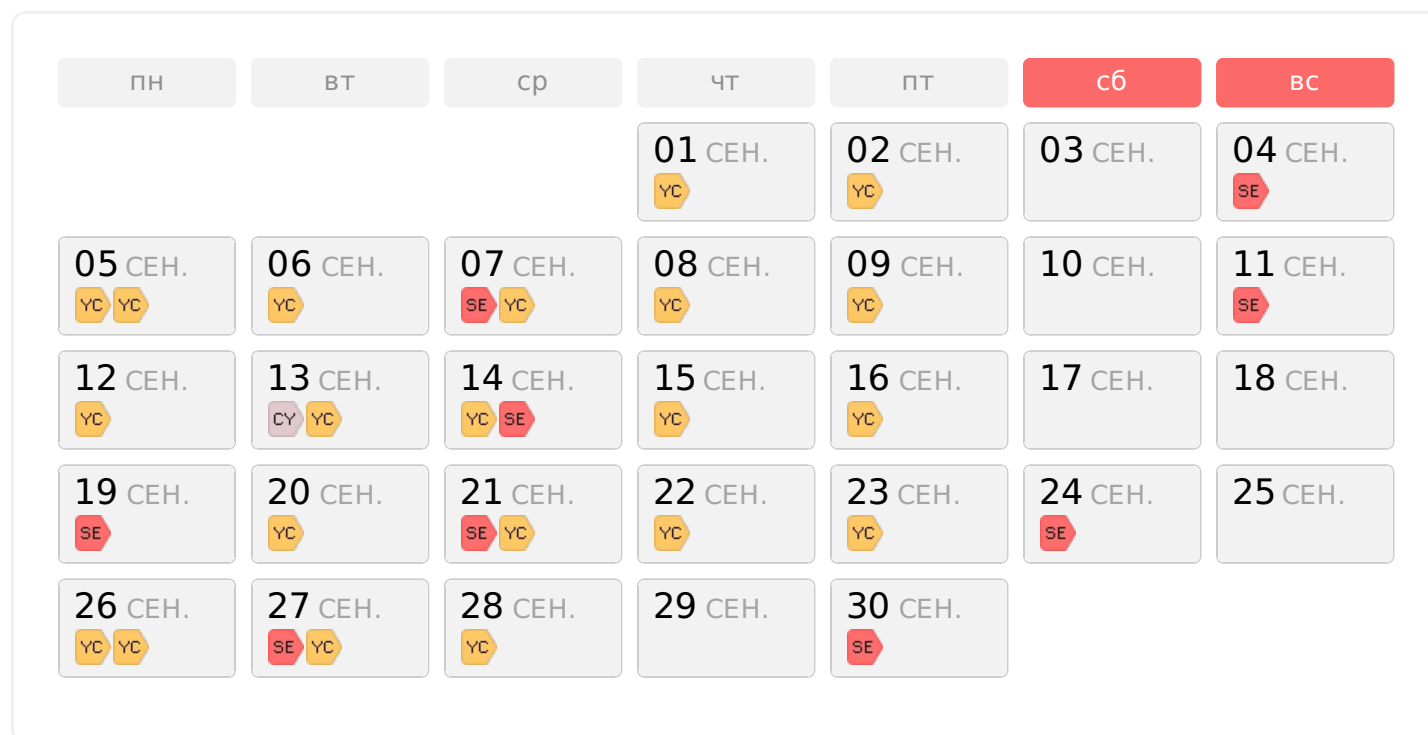 пн вт ср чт пт сб вс
01 СЕН. 02 СЕН. 03 СЕН. 04 СЕН.
YC YC SE
05 СЕН. 06 СЕН. 07 СЕН. 08 СЕН. 09 СЕН. 10 СЕН. 11 СЕН.
YC YC YC SE YC YC YC SE
12 СЕН. 13 СЕН. 14 СЕН. 15 СЕН. 16 СЕН. 17 СЕН. 18 СЕН.
YC CY YC YC SE YC YC
19 СЕН. 20 СЕН. 21 СЕН. 22 СЕН. 23 СЕН. 24 СЕН. 25 СЕН.
SE YC SE YC YC YC SE
26 СЕН. 27 СЕН. 28 СЕН. 29 СЕН. 30 СЕН.
YC YC SE YC YC SE